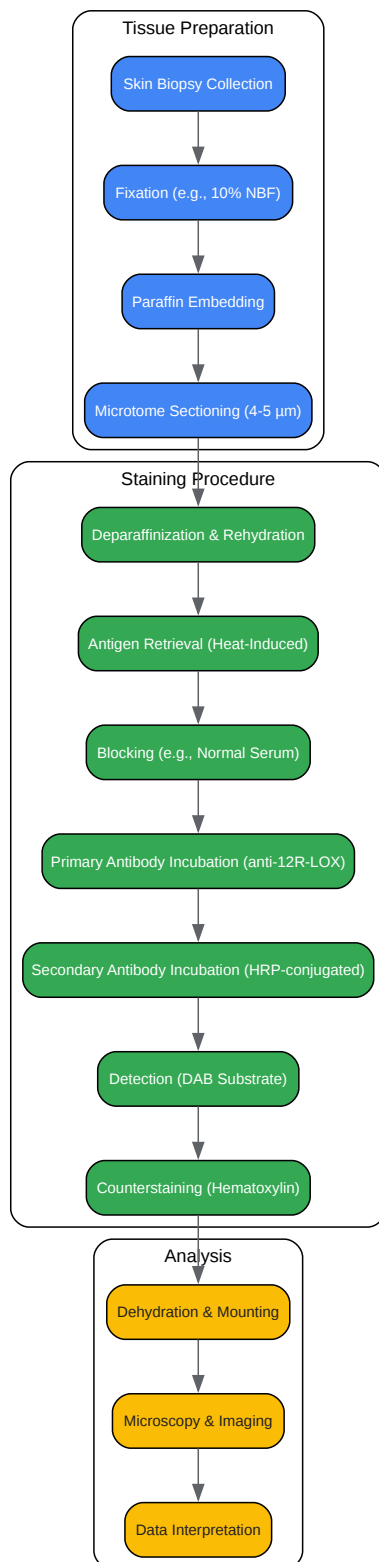 Tissue Preparation
Skin Biopsy Collection
Fixation (e.g., 10% NBF)
Paraffin Embedding
Microtome Sectioning (4-5 µm)
Staining Procedure
Deparaffinization & Rehydration
Antigen Retrieval (Heat-Induced)
Blocking (e.g., Normal Serum)
Primary Antibody Incubation (anti-12R-LOX)
Secondary Antibody Incubation (HRP-conjugated)
Detection (DAB Substrate)
Counterstaining (Hematoxylin)
Analysis
Dehydration & Mounting
Microscopy & Imaging
Data Interpretation